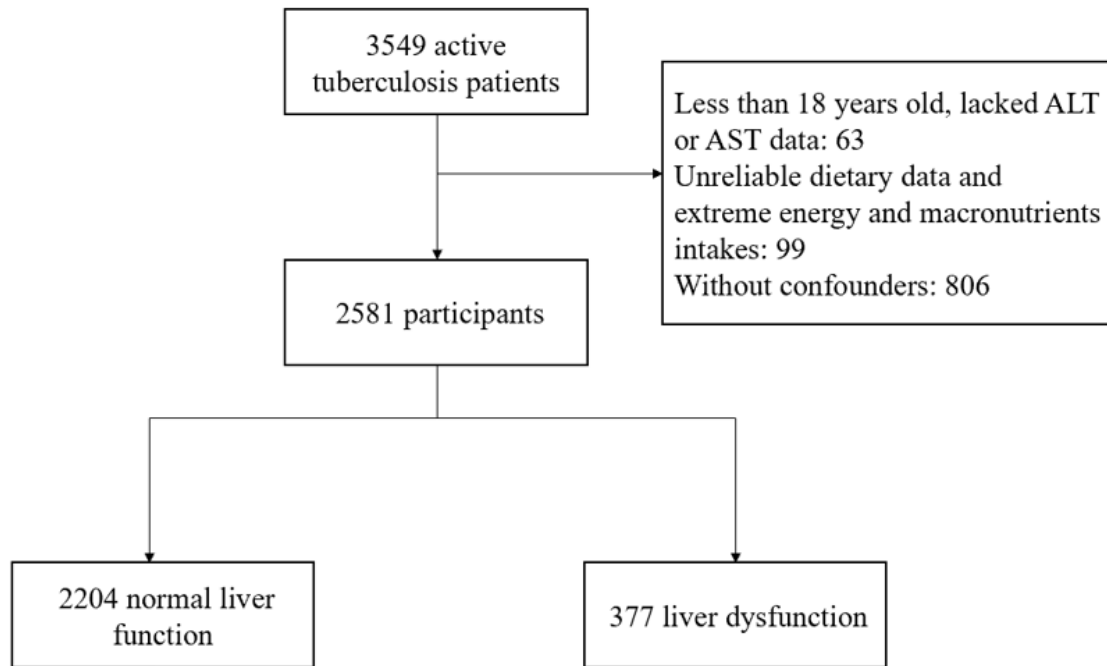 3549 active
tuberculosis patients
Less than 18 years old, lacked ALT
or AST data: 63
Unreliable dietary data and
extreme energy and macronutrients
intakes: 99
Without confounders: 806
2581 participants
2204 normal liver
function
377 liver dysfunction